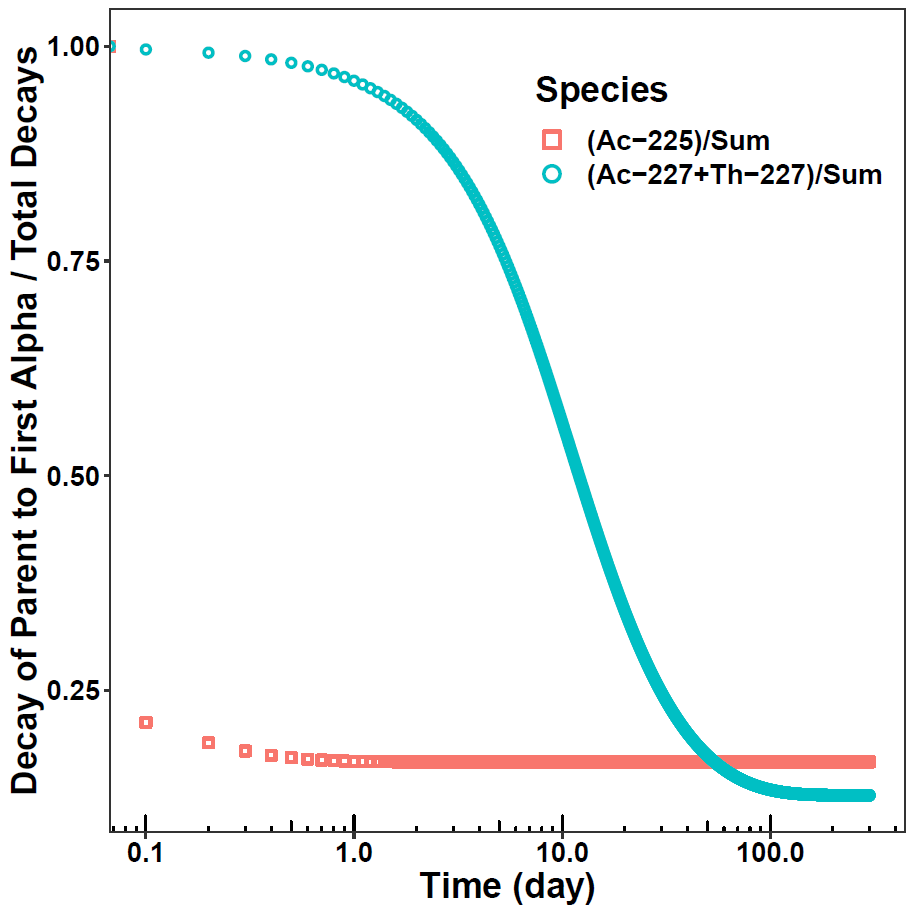 Decay of Parent to First Alpha / Total Decays
1.00
0.75
0.50
0.25
Species
(Ac−225)/Sum
(Ac−227+Th−227)/Sum
0.1 1.0 10.0 100.0
Time (day)